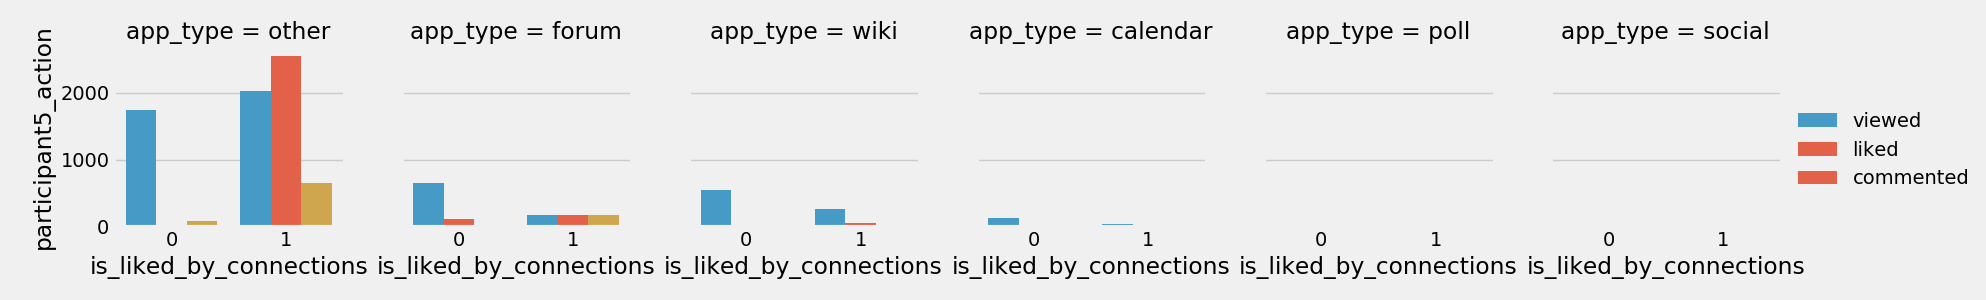 app_type = other app_type = forum app_type = wiki app_type = calendar app_type = poll app_type = social
participant5_action
2000
1000
0
viewed
liked
commented
0 1 0 1 0 1 0 1 0 1 0 1
is_liked_by_connections is_liked_by_connections is_liked_by_connections is_liked_by_connections is_liked_by_connections is_liked_by_connections